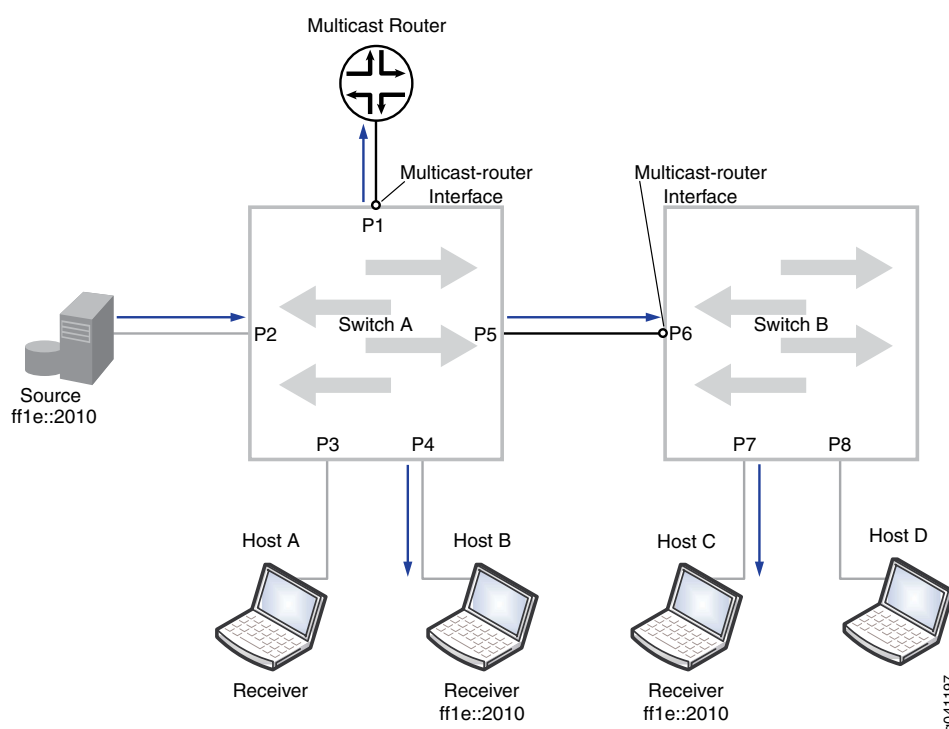 Multicast Router
Multicast-router
Interface
Multicast-router
Interface
P1
Switch A
Switch B
P2
P5
P6
Source
ff1e::2010
P3
P4
P7
P8
Host A
Host B
Host C
Host D
Receiver
Receiver
ff1e::2010
Receiver
ff1e::2010
g041197